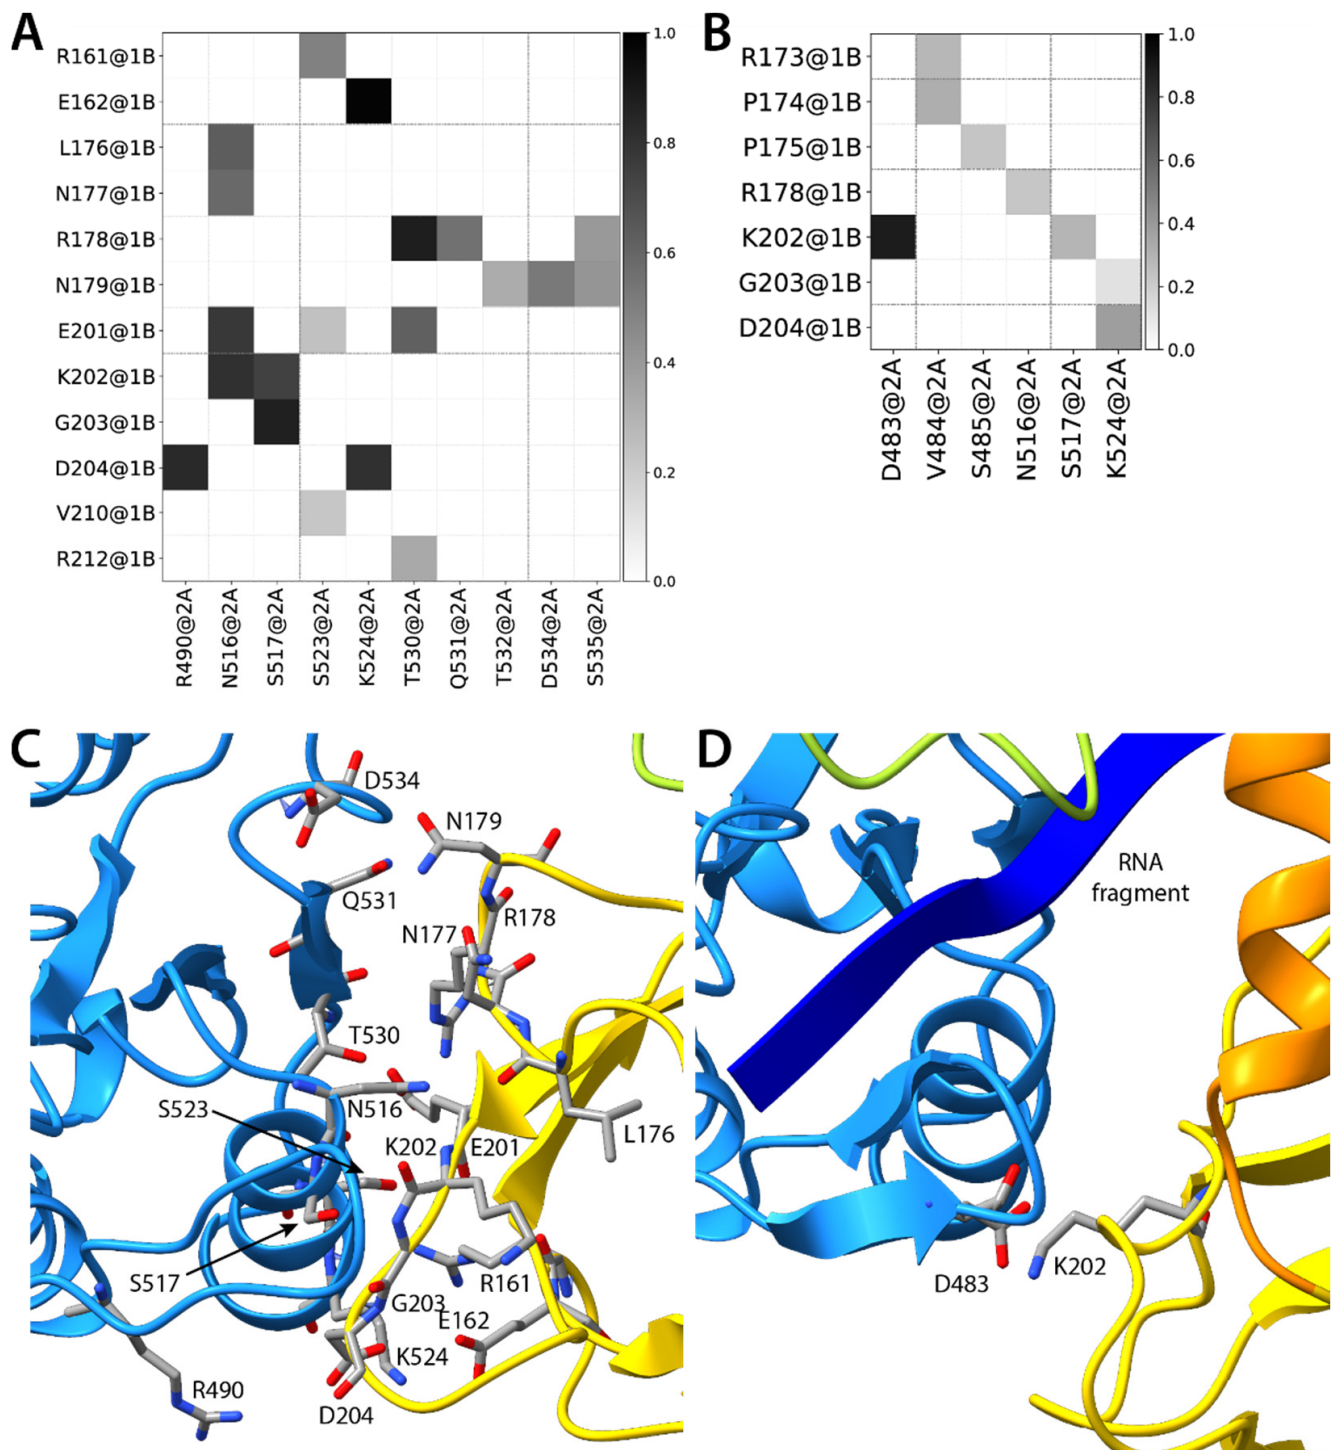 A
R161@1B
E162@1B
L176@1B
N177@1B
R178@1B
N179@1B
E201@1B
K202@1B
G203@1B
D204@1B
V210@1B
R212@1B
R490@2A
N516@2A
S517@2A
S523@2A
K524@2A
T530@2A
Q531@2A
T532@2A
D534@2A
S535@2A
1.0
0.8
0.6
0.4
0.2
0.0
B
R173@1B
P174@1B
P175@1B
R178@1B
K202@1B
G203@1B
D204@1B
D483@2A
V484@2A
S485@2A
N516@2A
S517@2A
K524@2A
1.0
0.8
0.6
0.4
0.2
0.0
C
D534
N179
Q531
R178
N177
T530
S523
N516
L176
K202
E201
S517
R161
G203
E162
K524
R490
D204
D
RNA
fragment
D483
K202